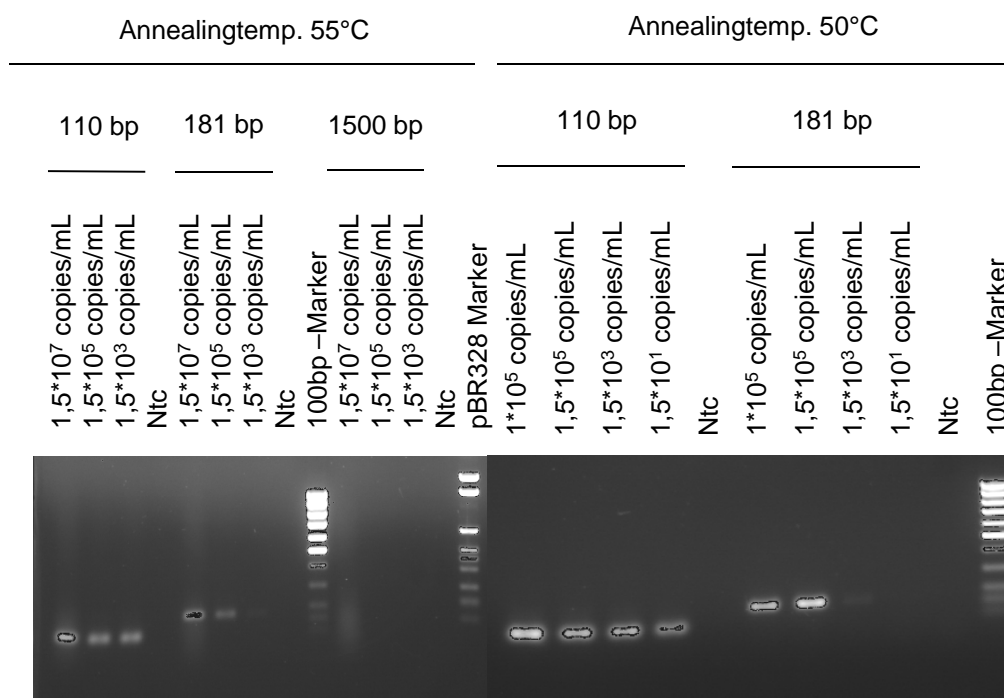 Annealingtemp. 55°C
Annealingtemp. 50°C
110 bp
181 bp
1500 bp
110 bp
181 bp
1,5*10⁷ copies/mL
1,5*10⁵ copies/mL
1,5*10³ copies/mL
Ntc
1,5*10⁷ copies/mL
1,5*10⁵ copies/mL
1,5*10³ copies/mL
Ntc
100bp –Marker
1,5*10⁷ copies/mL
1,5*10⁵ copies/mL
1,5*10³ copies/mL
Ntc
pBR328 Marker
1*10⁵ copies/mL
1,5*10⁵ copies/mL
1,5*10³ copies/mL
1,5*10¹ copies/mL
Ntc
1*10⁵ copies/mL
1,5*10⁵ copies/mL
1,5*10³ copies/mL
1,5*10¹ copies/mL
Ntc
100bp –Marker